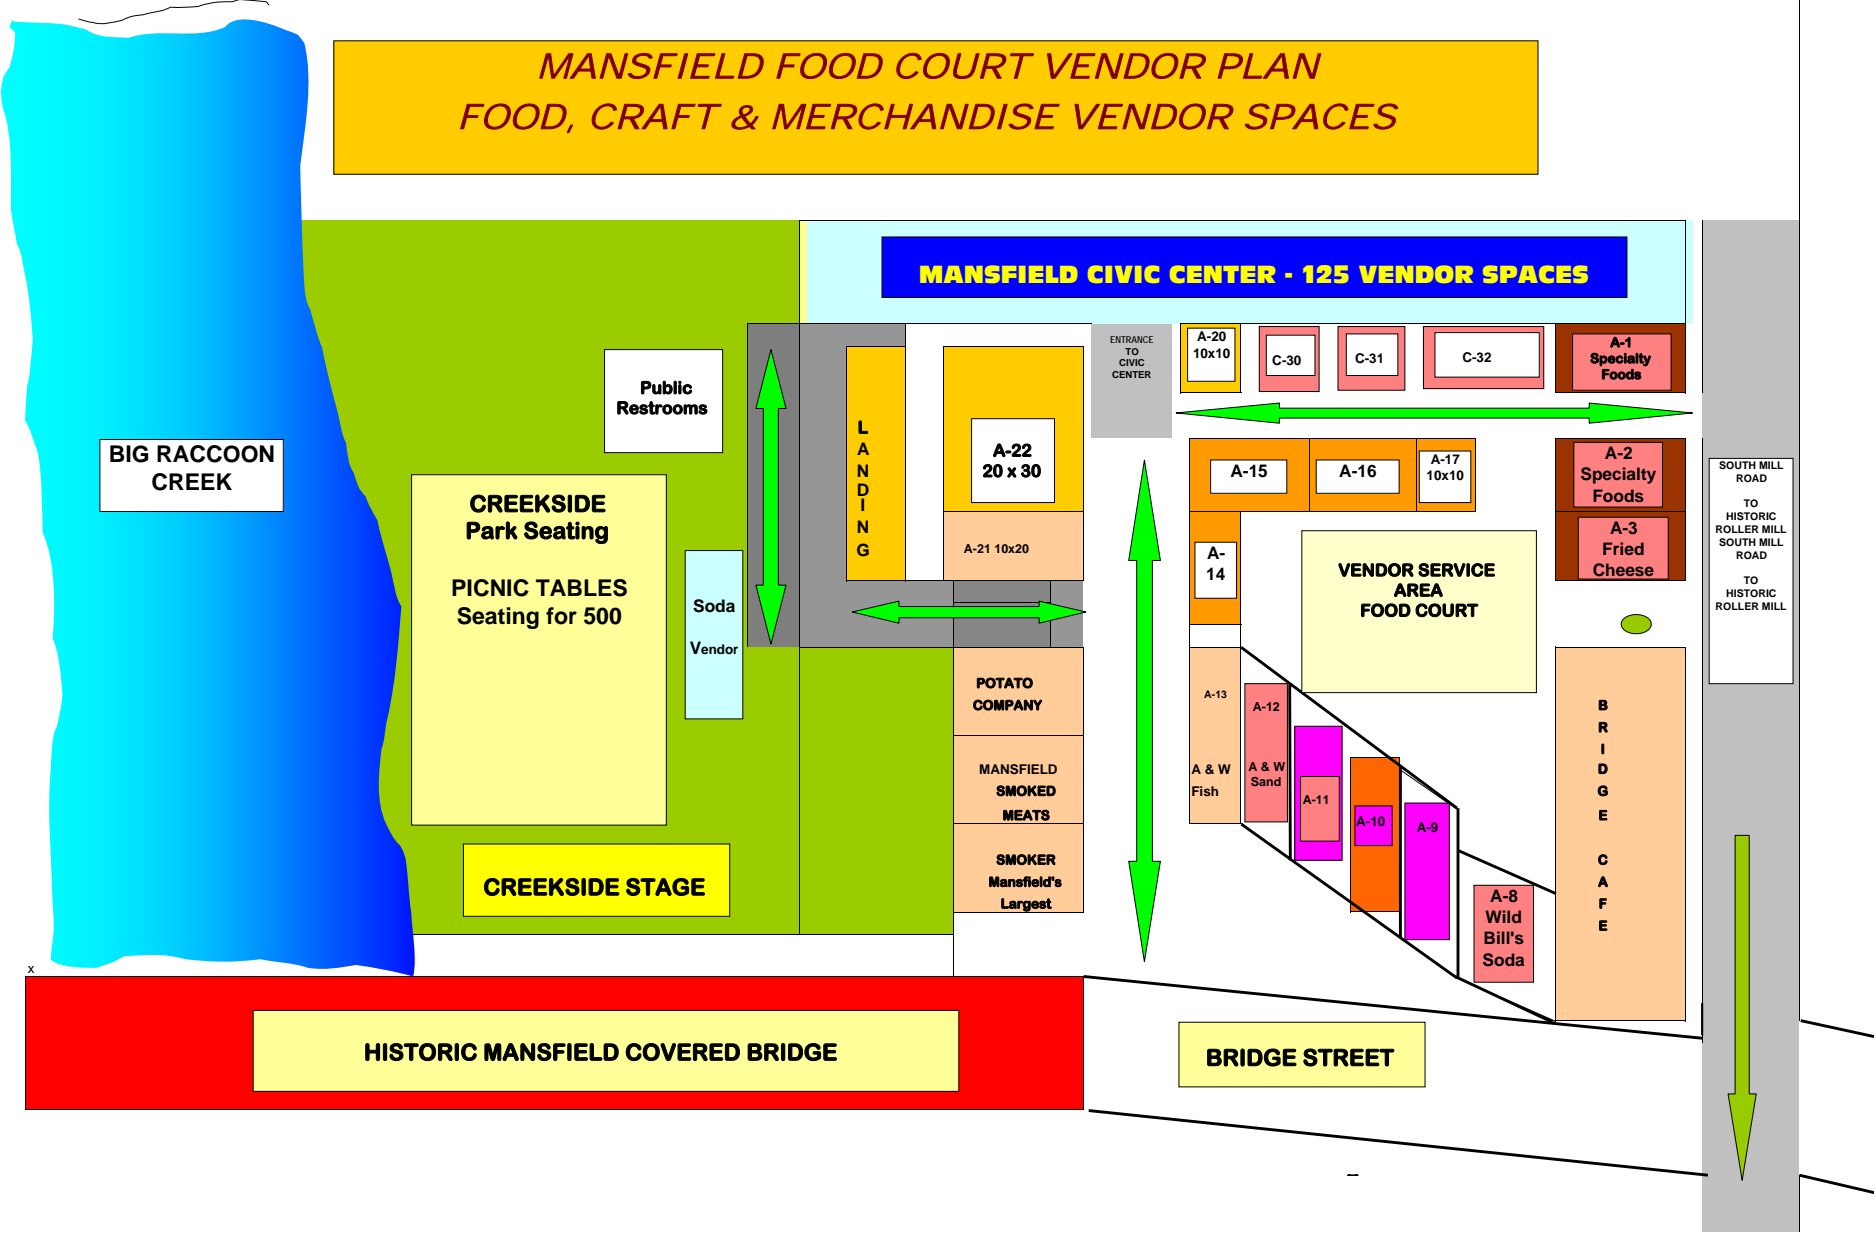 MANSFIELD FOOD COURT VENDOR PLAN
FOOD, CRAFT & MERCHANDISE VENDOR SPACES
MANSFIELD CIVIC CENTER - 125 VENDOR SPACES
BIG RACCOON
CREEK
Public
Restrooms
CREEKSIDE
Park Seating
PICNIC TABLES
Seating for 500
Soda
Vendor
CREEKSIDE STAGE
L
A
N
D
I
N
G
A-22
20 x 30
A-21 10x20
ENTRANCE
TO
CIVIC
CENTER
A-20
10x10
C-30
C-31
C-32
A-1
Specialty
Foods
A-15
A-16
A-17
10x10
A-2
Specialty
Foods
A-3
Fried
Cheese
A-
14
VENDOR SERVICE
AREA
FOOD COURT
SOUTH MILL
ROAD
TO
HISTORIC
ROLLER MILL
SOUTH MILL
ROAD
TO
HISTORIC
ROLLER MILL
POTATO
COMPANY
MANSFIELD
SMOKED
MEATS
SMOKER
Mansfield's
Largest
A-13
A & W
Fish
A-12
A & W
Sand
A-11
A-10
A-9
A-8
Wild
Bill's
Soda
B
R
I
D
G
E
C
A
F
E
x
HISTORIC MANSFIELD COVERED BRIDGE
BRIDGE STREET